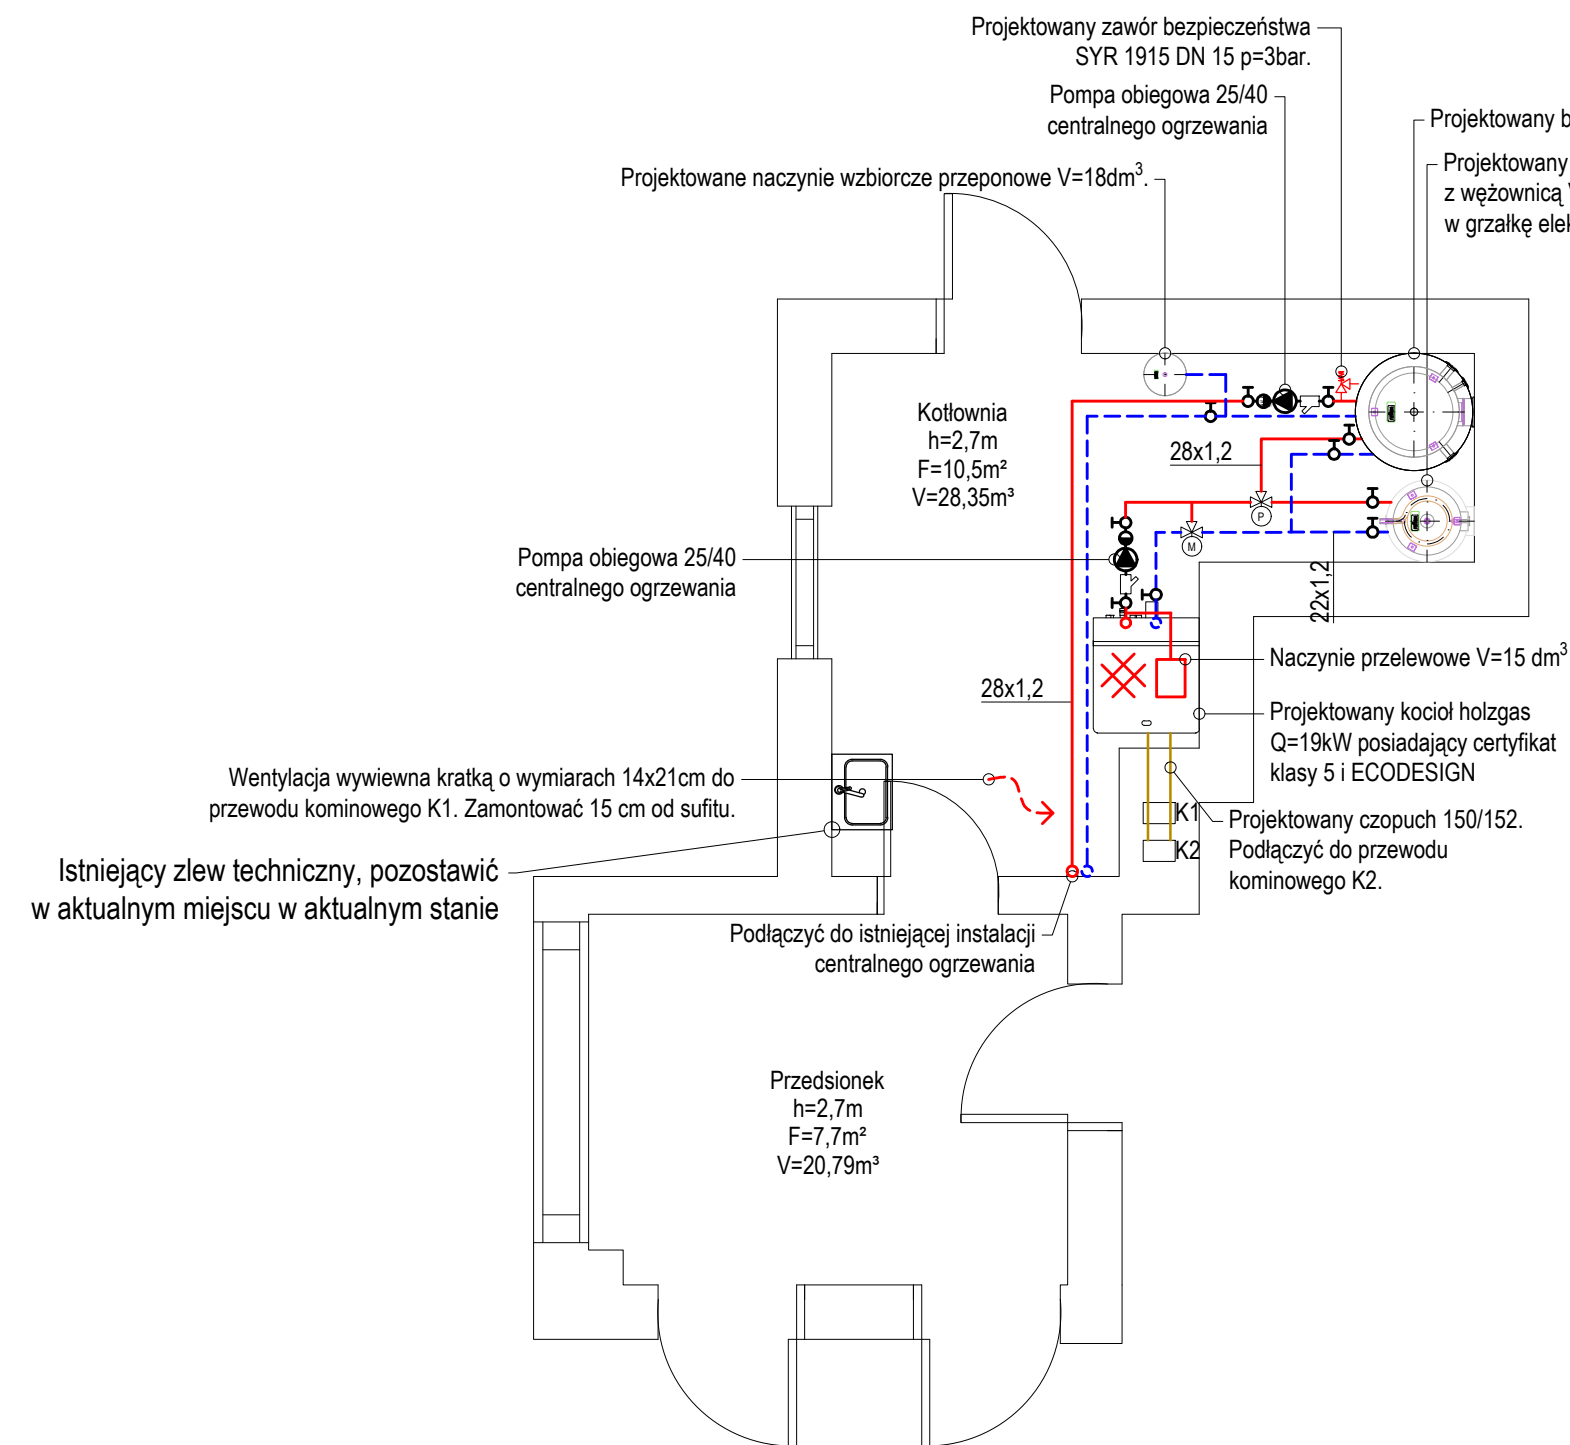 Projektowany zawór bezpieczeństwa
SYR 1915 DN 15 p=3bar.
Pompa obiegowa 25/40
centralnego ogrzewania
Projektowany b
Projektowany
z wężownicą
w grzałkę
Projektowane naczynie wzbiorcze przeponowe V=18dm³.
Kotłownia
h=2,7m
F=10,5m²
V=28,35m³
28x1,2
P
M
Pompa obiegowa 25/40
centralnego ogrzewania
22x1,2
Naczynie przelewowe V=15 dm³
28x1,2
Projektowany kocioł holzgas
Q=19kW posiadający certyfikat
klasy 5 i ECODESIGN
Wentylacja wywiewna kratką o wymiarach 14x21cm do
przewodu kominowego K1. Zamontować 15 cm od sufitu.
K1
K2
Projektowany czopuch 150/152.
Podłączyć do przewodu
kominowego K2.
Istniejący zlew techniczny, pozostawić
w aktualnym miejscu w aktualnym stanie
Podłączyć do istniejącej instalacji
centralnego ogrzewania
Przedsionek
h=2,7m
F=7,7m²
V=20,79m³